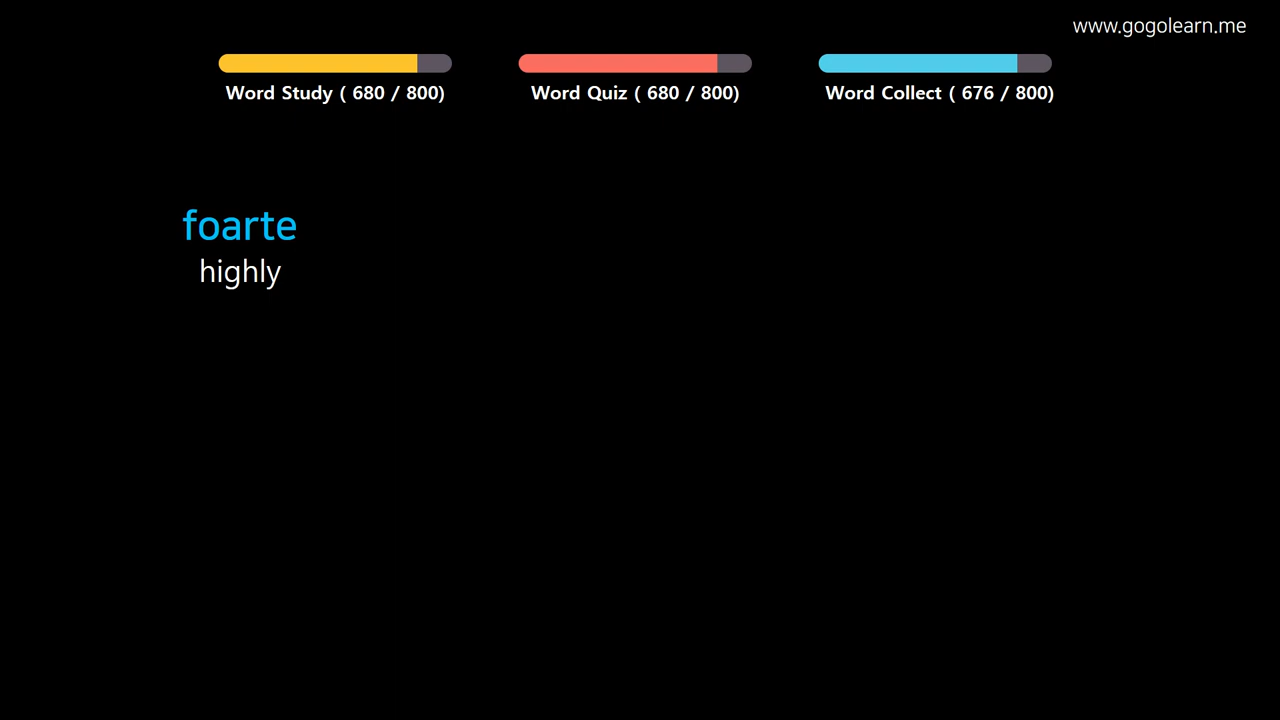 www.gogolearn.me
Word Study ( 680 / 800)
Word Quiz ( 680 / 800)
Word Collect ( 676 / 800)
foarte
highly